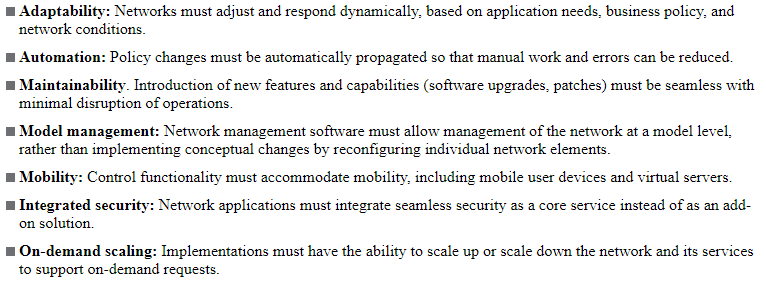 ■ Adaptability: Networks must adjust and respond dynamically, based on application needs, business policy, and
network conditions.
■ Automation: Policy changes must be automatically propagated so that manual work and errors can be reduced.
■ Maintainability. Introduction of new features and capabilities (software upgrades, patches) must be seamless with
minimal disruption of operations.
■ Model management: Network management software must allow management of the network at a model level,
rather than implementing conceptual changes by reconfiguring individual network elements.
■ Mobility: Control functionality must accommodate mobility, including mobile user devices and virtual servers.
■ Integrated security: Network applications must integrate seamless security as a core service instead of as an add-
on solution.
■ On-demand scaling: Implementations must have the ability to scale up or scale down the network and its services
to support on-demand requests.